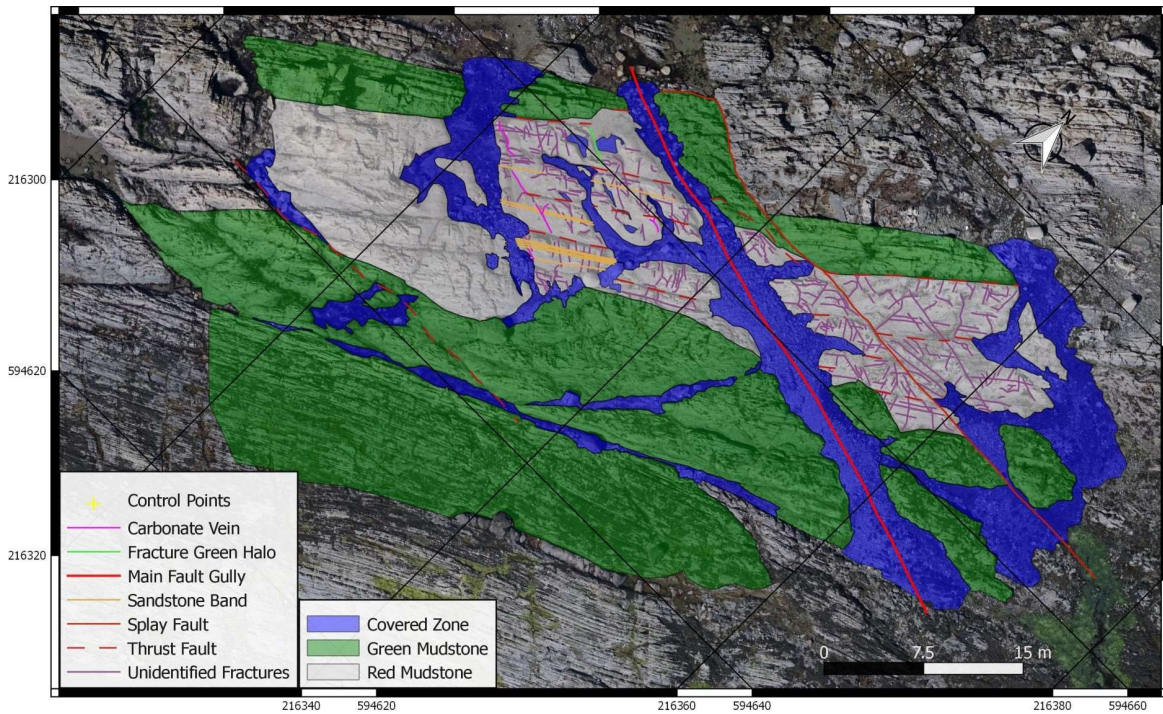 N
216300
594620
216320
Control Points
Carbonate Vein
Fracture Green Halo
Main Fault Gully
Sandstone Band
Splay Fault
Thrust Fault
Unidentified Fractures
Covered Zone
Green Mudstone
Red Mudstone
0 7.5 15 m
216340 594620 216360 594640 216380 594660